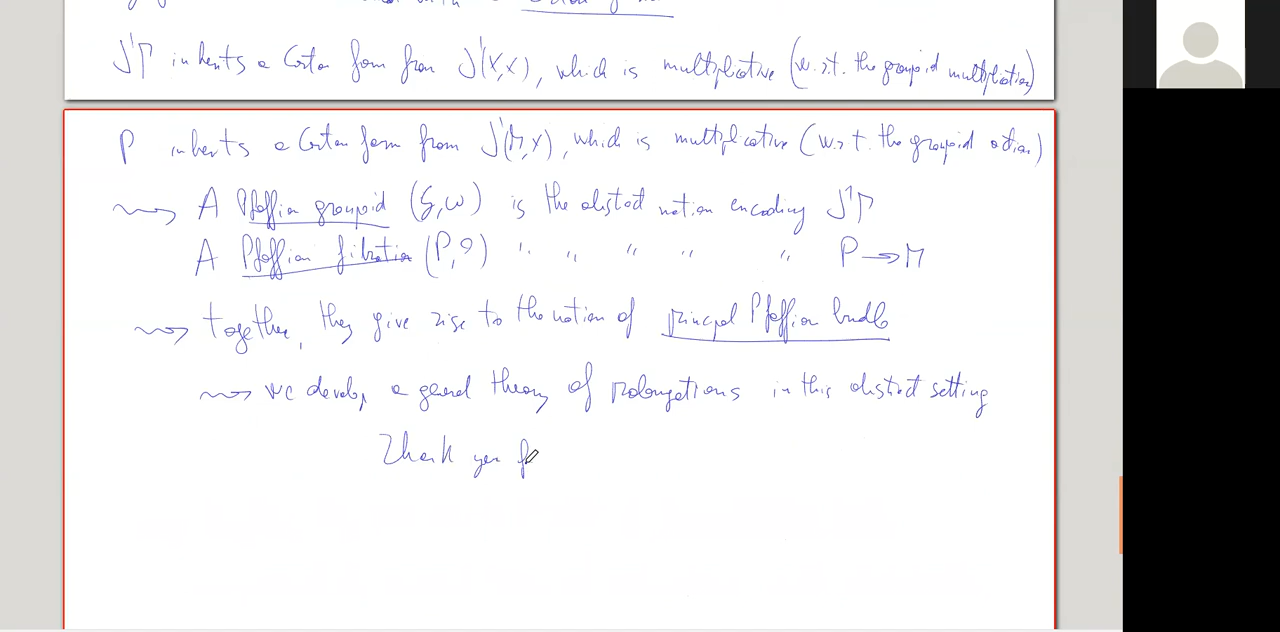 J¹Γ inherits a Cartan form from J¹(X,X), which is multiplicative (w.r.t. the groupoid multiplication)
P inherits a Cartan form from J¹(M,X), which is multiplicative (w.r.t. the groupoid action)
⇝ A Pfaffian groupoid (G,ω) is the abstract notion encoding J¹Γ
A Pfaffian fibration (P,θ) " " " " " P → M
⇝ together, they give rise to the notion of principal Pfaffian bundle
⇝ we develop a general theory of prolongations in this abstract setting
Thank you f